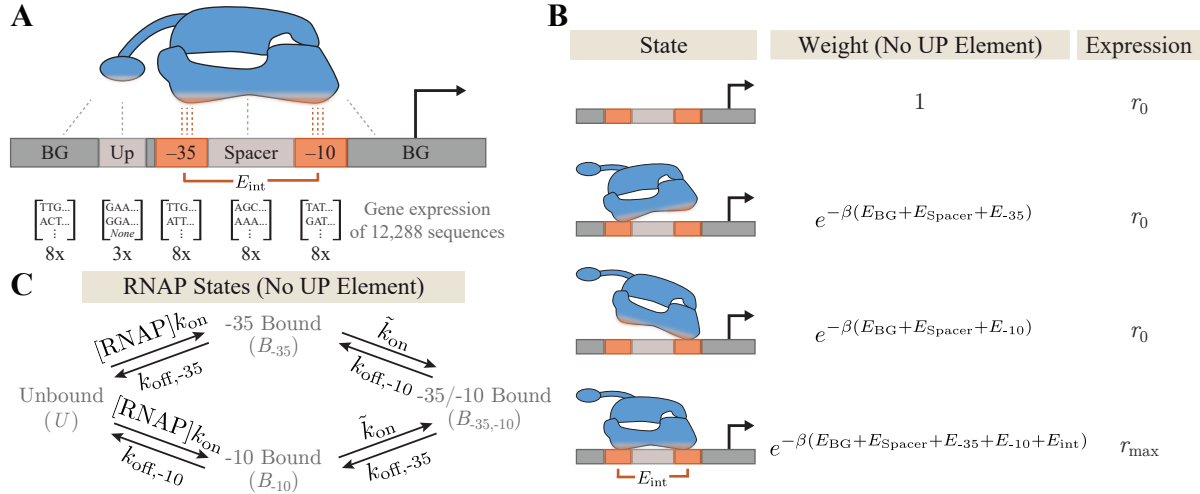 A
BG Up –35 Spacer –10 BG
E_int
TTG... GAA... TTG... AGC... TAT...
ACT... GGA... ATT... AAA... GAT...
⋮ None ⋮ ⋮ ⋮
8x 3x 8x 8x 8x
Gene expression
of 12,288 sequences
B
State Weight (No UP Element) Expression
1 r_0
e^{-β(E_BG+E_Spacer+E_-35)} r_0
e^{-β(E_BG+E_Spacer+E_-10)} r_0
e^{-β(E_BG+E_Spacer+E_-35+E_-10+E_int)} r_max
E_int
C
RNAP States (No UP Element)
[RNAP]k_on
k_off,-35
-35 Bound
(B_-35)
k̃_on
k_off,-10
Unbound
(U)
-35/-10 Bound
(B_-35,-10)
[RNAP]k_on
k_off,-10
-10 Bound
(B_-10)
k̃_on
k_off,-35